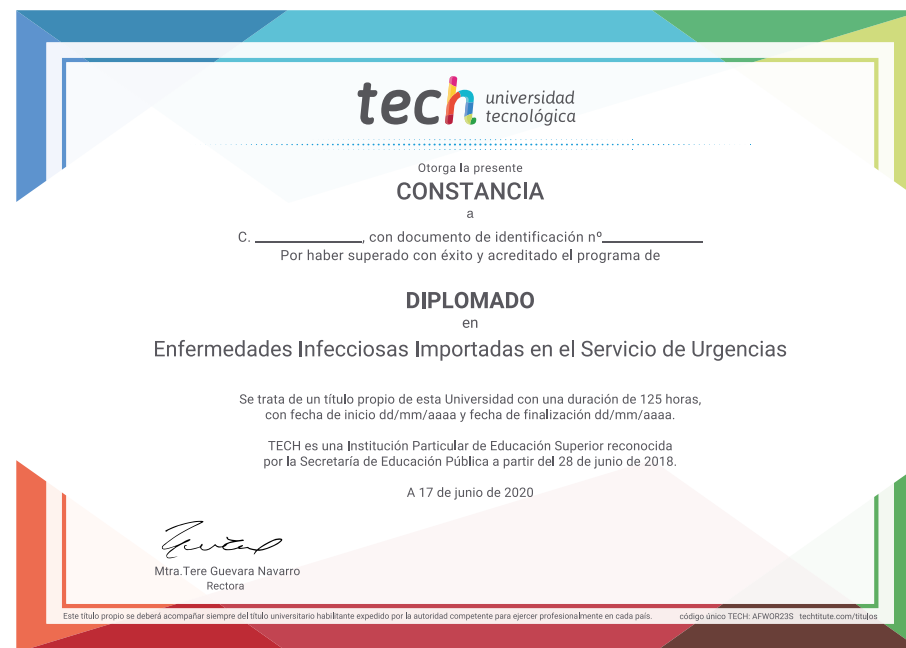 tech universidad
tecnológica
Otorga la presente
CONSTANCIA
a
C. ____________, con documento de identificación nº____________
Por haber superado con éxito y acreditado el programa de
DIPLOMADO
en
Enfermedades Infecciosas Importadas en el Servicio de Urgencias
Se trata de un título propio de esta Universidad con una duración de 125 horas,
con fecha de inicio dd/mm/aaaa y fecha de finalización dd/mm/aaaa.
TECH es una Institución Particular de Educación Superior reconocida
por la Secretaría de Educación Pública a partir del 28 de junio de 2018.
A 17 de junio de 2020
Mtra.Tere Guevara Navarro
Rectora
Este título propio se deberá acompañar siempre del título universitario habilitante expedido por la autoridad competente para ejercer profesionalmente en cada país. código único TECH: AFWOR23S techtitute.com/titulos